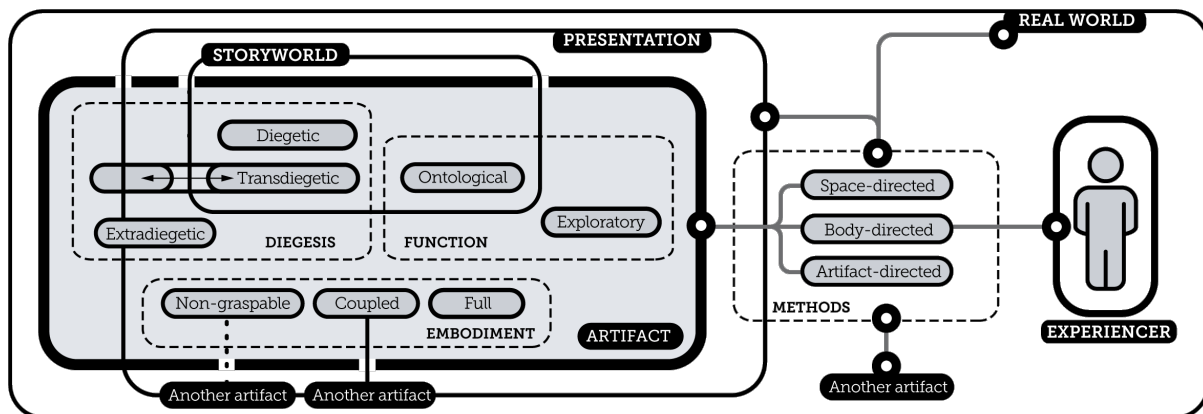 REAL WORLD
PRESENTATION
STORYWORLD
Diegetic
Transdiegetic
Extradiegetic
DIEGESIS
Ontological
Exploratory
FUNCTION
Non-graspable
Coupled
Full
EMBODIMENT
ARTIFACT
Another artifact
Another artifact
Space-directed
Body-directed
Artifact-directed
METHODS
Another artifact
EXPERIENCER